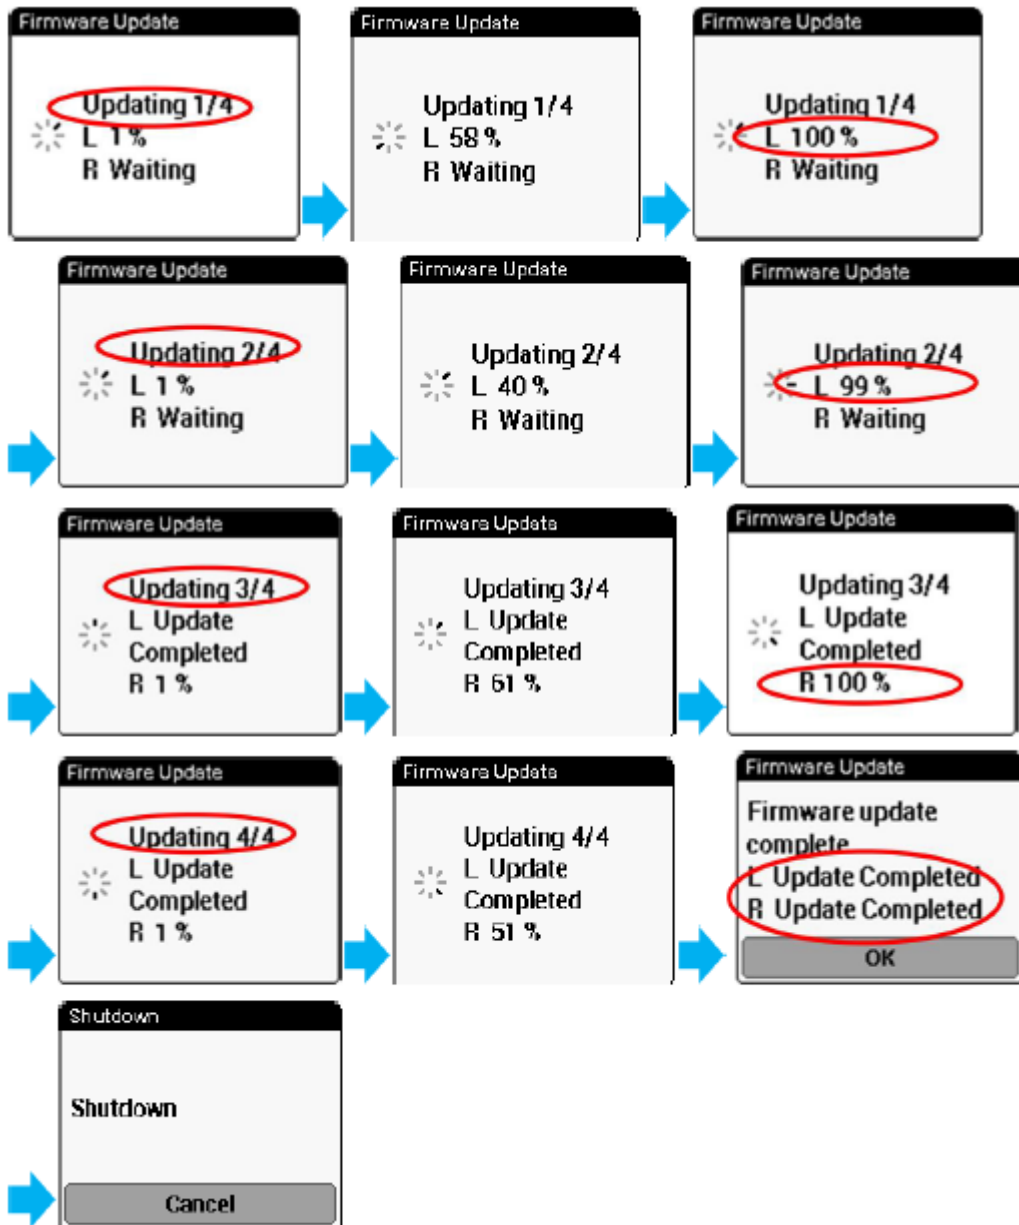 Firmware Update
Updating 1/4
L 1 %
R Waiting
Firmware Update
Updating 1/4
L 58 %
R Waiting
Firmware Update
Updating 1/4
L 100 %
R Waiting
Firmware Update
Updating 2/4
L 1 %
R Waiting
Firmware Update
Updating 2/4
L 40 %
R Waiting
Firmware Update
Updating 2/4
L 99 %
R Waiting
Firmware Update
Updating 3/4
L Update
Completed
R 1 %
Firmware Update
Updating 3/4
L Update
Completed
R 61 %
Firmware Update
Updating 3/4
L Update
Completed
R 100 %
Firmware Update
Updating 4/4
L Update
Completed
R 1 %
Firmware Update
Updating 4/4
L Update
Completed
R 51 %
Firmware Update
Firmware update
complete
L Update Completed
R Update Completed
OK
Shutdown
Shutdown
Cancel